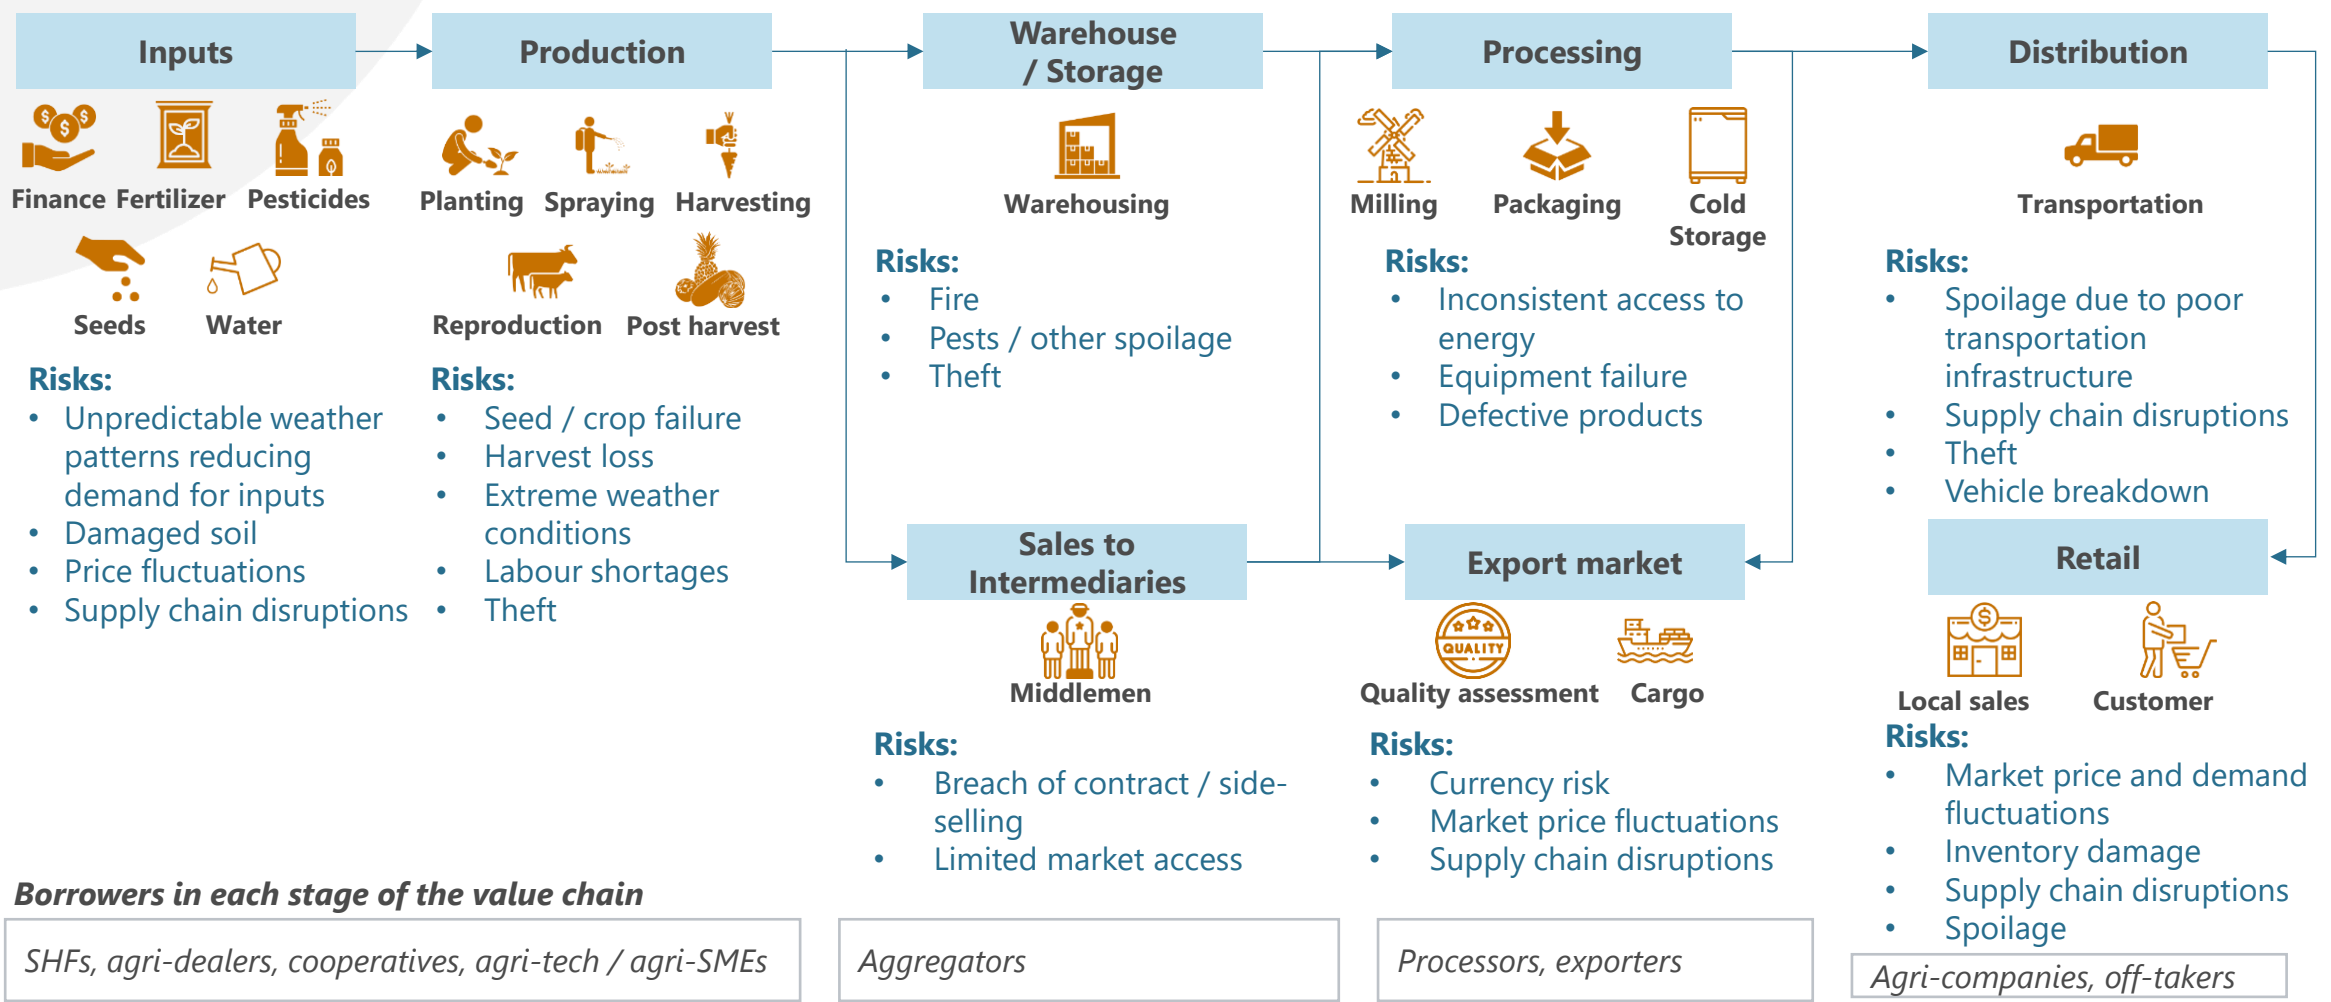 Inputs
Finance Fertilizer Pesticides
Seeds Water
Risks:
• Unpredictable weather
patterns reducing
demand for inputs
• Damaged soil
• Price fluctuations
• Supply chain disruptions
Production
Planting Spraying Harvesting
Reproduction Post harvest
Risks:
• Seed / crop failure
• Harvest loss
• Extreme weather
conditions
• Labour shortages
• Theft
Warehouse
/ Storage
Warehousing
Risks:
• Fire
• Pests / other spoilage
• Theft
Sales to
Intermediaries
Middlemen
Risks:
• Breach of contract / side-
selling
• Limited market access
Processing
Milling Packaging Cold
Storage
Risks:
• Inconsistent access to
energy
• Equipment failure
• Defective products
Export market
QUALITY
Quality assessment Cargo
Risks:
• Currency risk
• Market price fluctuations
• Supply chain disruptions
Distribution
Transportation
Risks:
• Spoilage due to poor
transportation
infrastructure
• Supply chain disruptions
• Theft
• Vehicle breakdown
Retail
Local sales Customer
Risks:
• Market price and demand
fluctuations
• Inventory damage
• Supply chain disruptions
• Spoilage
Borrowers in each stage of the value chain
SHFs, agri-dealers, cooperatives, agri-tech / agri-SMEs
Aggregators
Processors, exporters
Agri-companies, off-takers